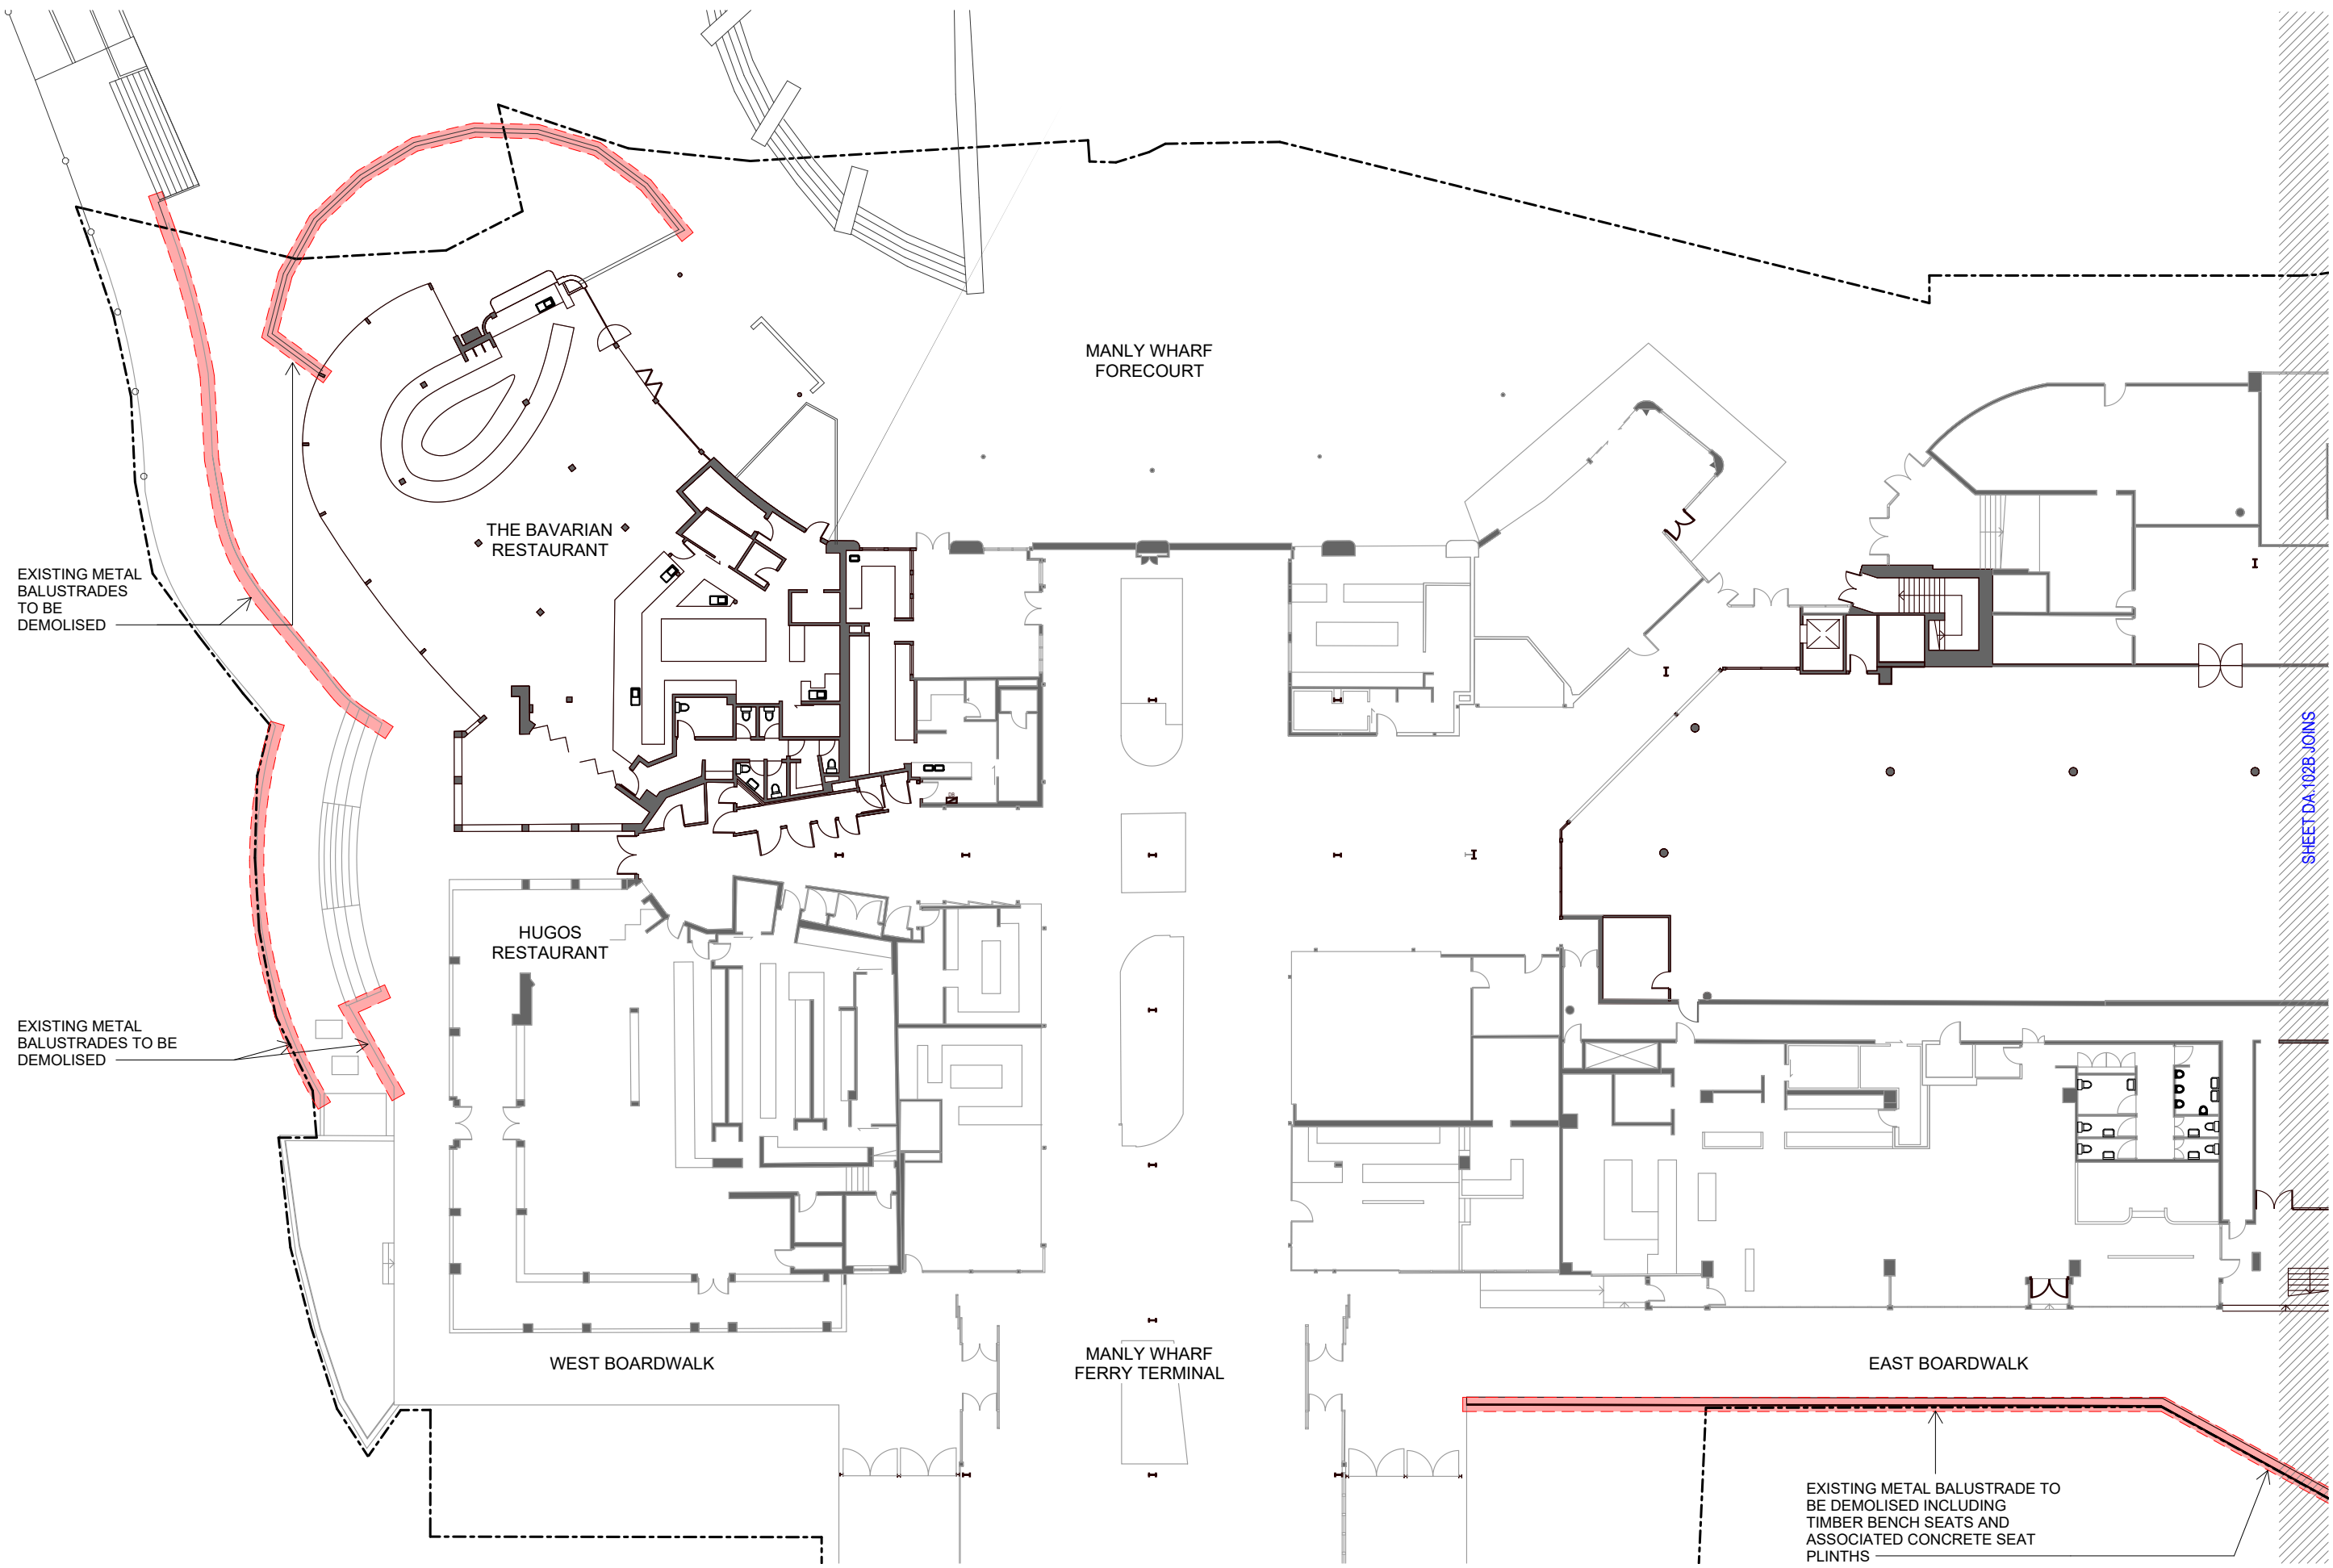 MANLY WHARF
FORECOURT
THE BAVARIAN
RESTAURANT
EXISTING METAL
BALUSTRADES
TO BE
DEMOLISED
SHEET DA.102B JOINS
HUGOS
RESTAURANT
EXISTING METAL
BALUSTRADES TO BE
DEMOLISED
WEST BOARDWALK
MANLY WHARF
FERRY TERMINAL
EAST BOARDWALK
EXISTING METAL BALUSTRADE TO
BE DEMOLISED INCLUDING
TIMBER BENCH SEATS AND
ASSOCIATED CONCRETE SEAT
PLINTHS